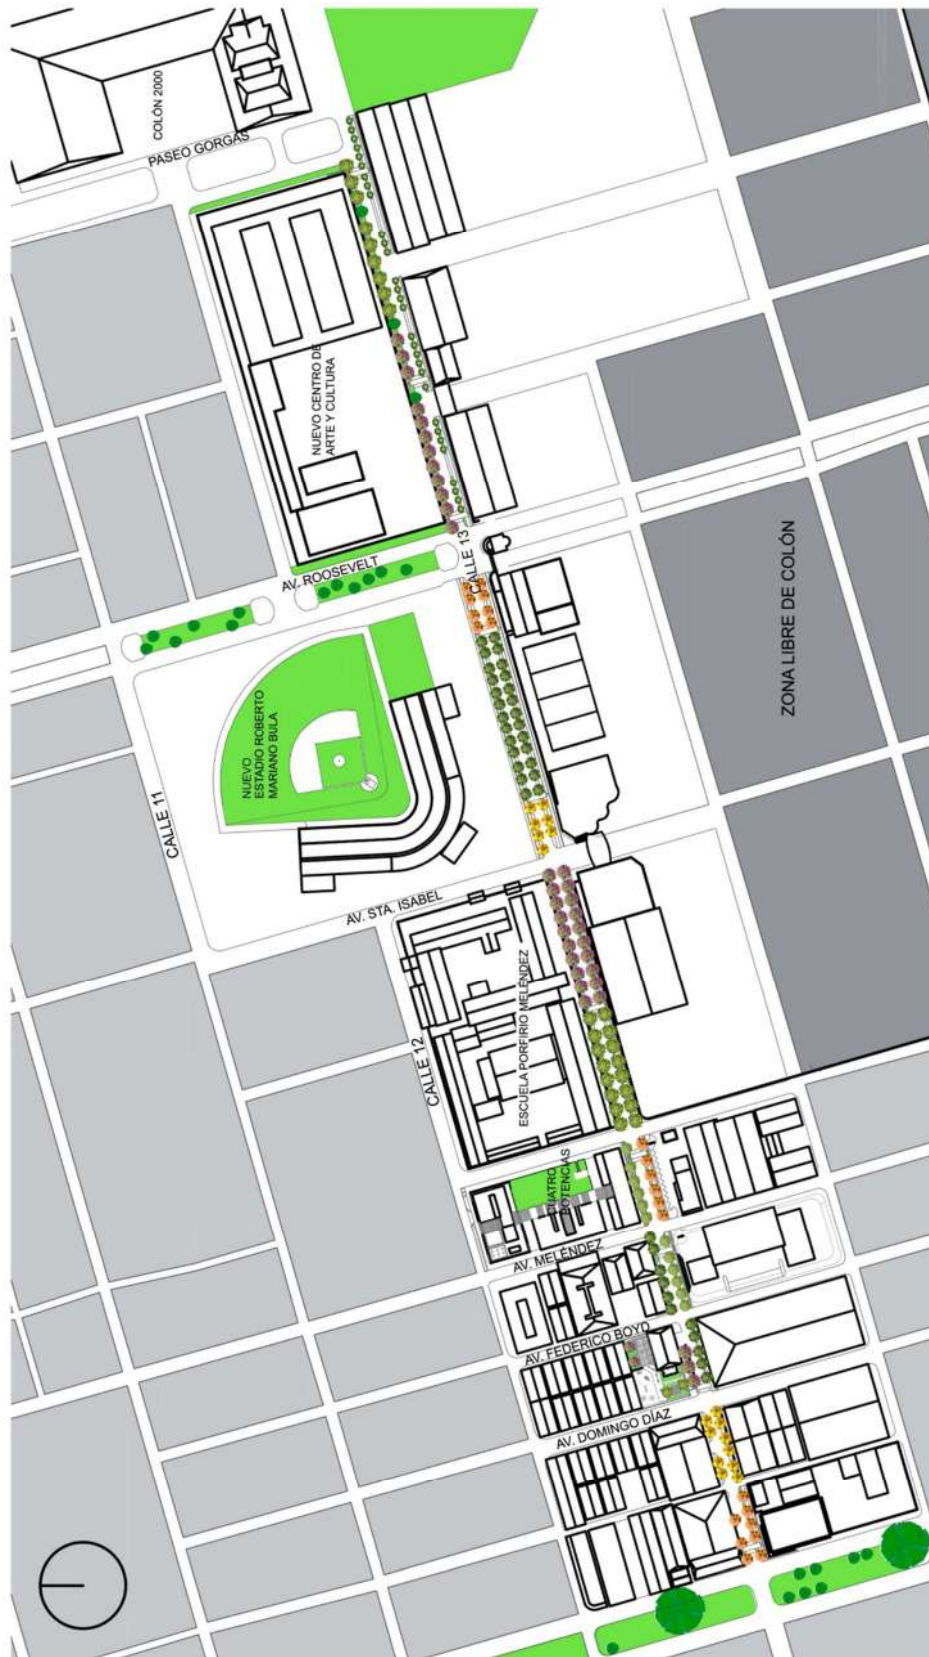 COLÓN 2000
PASEO GORGAS
NUEVO CENTRO DE
ARTE Y CULTURA
AV. ROOSEVELT
CALLE 13
ZONA LIBRE DE COLÓN
NUEVO
ESTADIO ROBERTO
MARIANO BULA
CALLE 11
AV. STA. ISABEL
ESCUELA PORFIRIO MELÉNDEZ
CALLE 12
CUATRO
POTENCIAS
AV. MELÉNDEZ
AV. FEDERICO BOYD
AV. DOMINGO DÍAZ